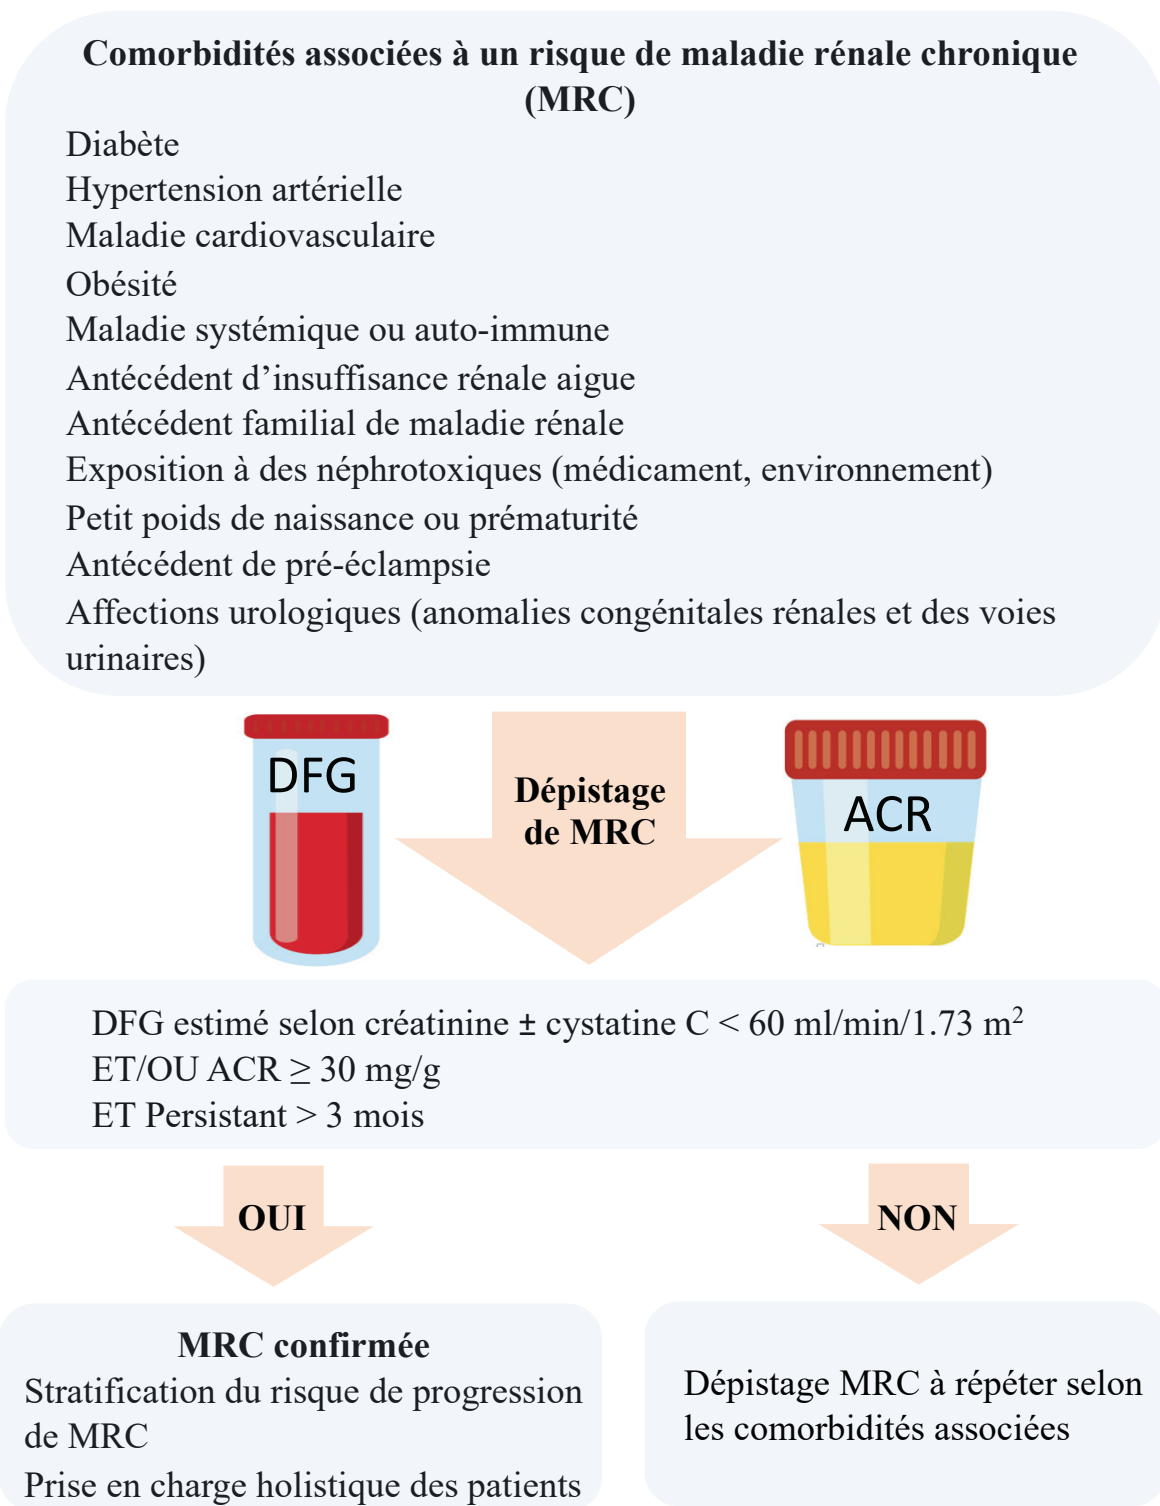 Comorbidités associées à un risque de maladie rénale chronique
(MRC)
Diabète
Hypertension artérielle
Maladie cardiovasculaire
Obésité
Maladie systémique ou auto-immune
Antécédent d’insuffisance rénale aigue
Antécédent familial de maladie rénale
Exposition à des néphrotoxiques (médicament, environnement)
Petit poids de naissance ou prématurité
Antécédent de pré-éclampsie
Affections urologiques (anomalies congénitales rénales et des voies
urinaires)
DFG
Dépistage
de MRC
ACR
DFG estimé selon créatinine ± cystatine C < 60 ml/min/1.73 m²
ET/OU ACR ≥ 30 mg/g
ET Persistant > 3 mois
OUI
NON
MRC confirmée
Stratification du risque de progression
de MRC
Prise en charge holistique des patients
Dépistage MRC à répéter selon
les comorbidités associées